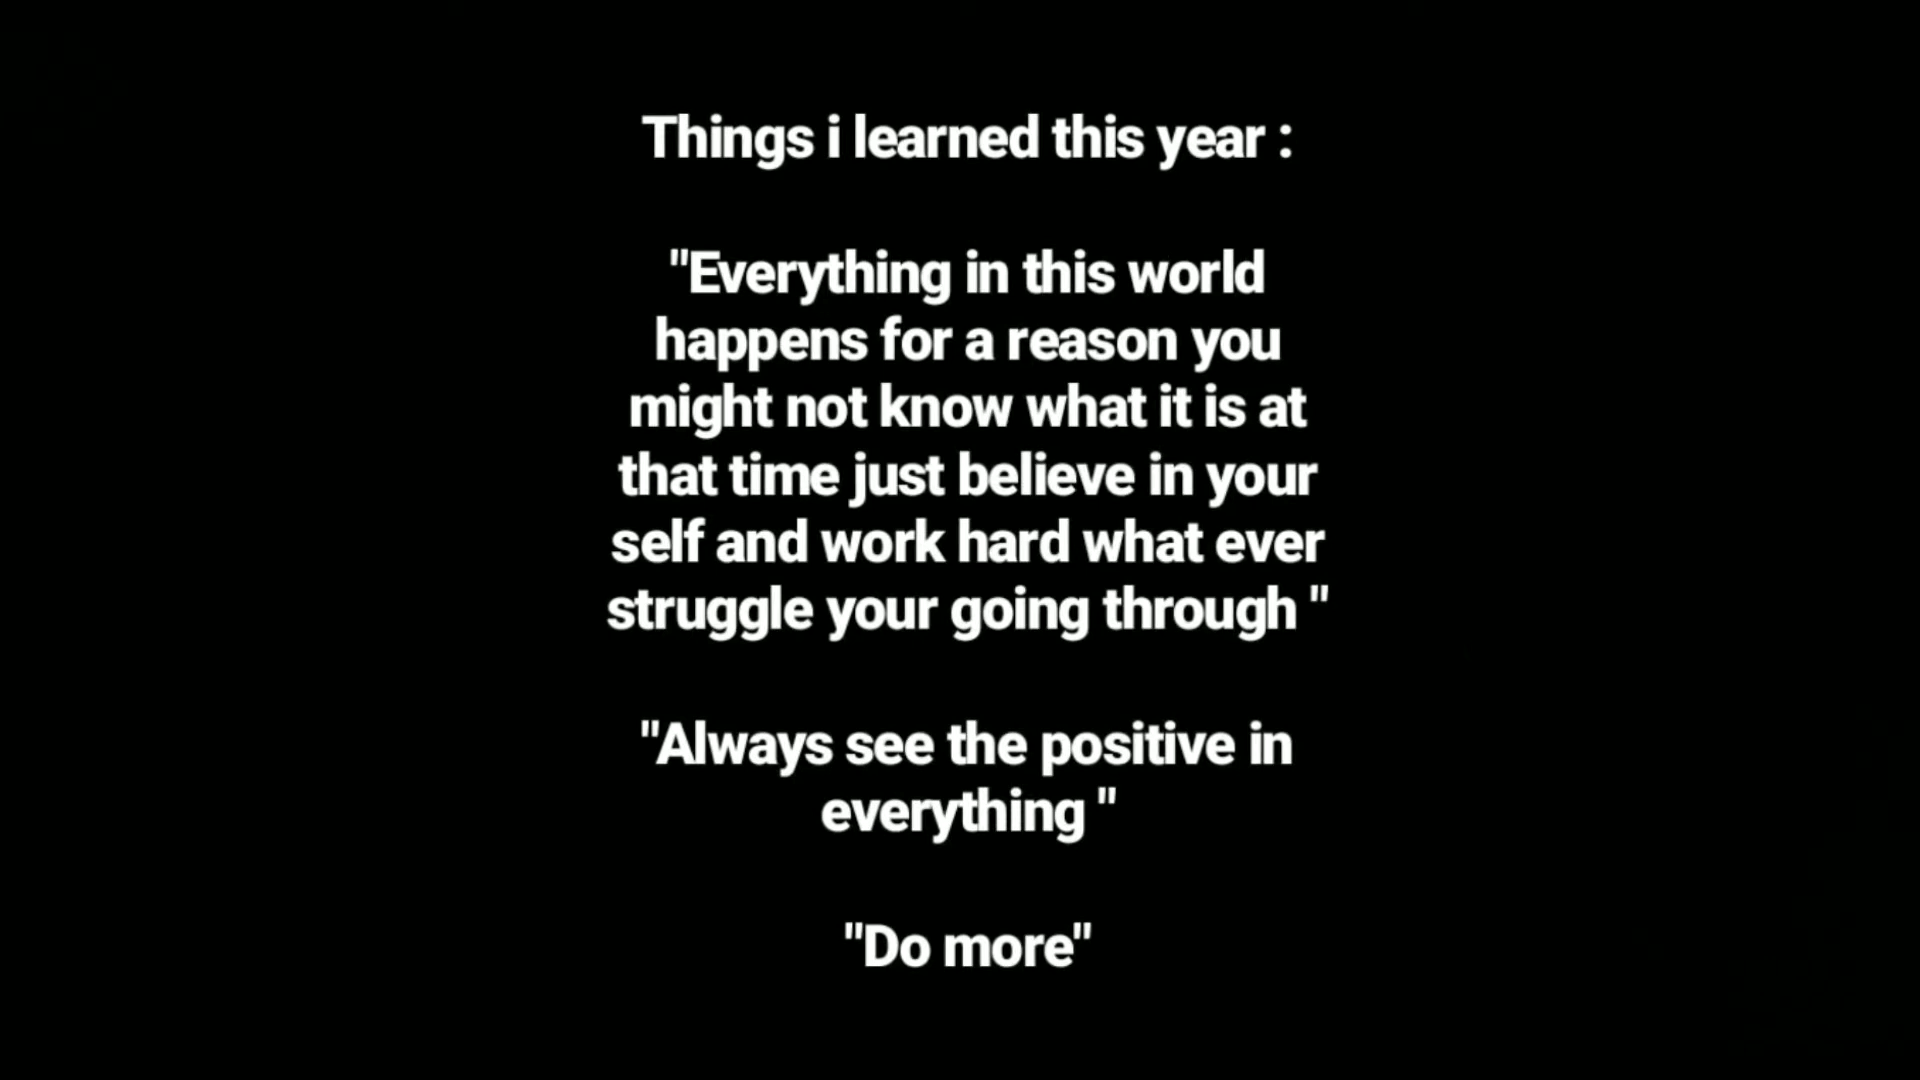 Things i learned this year :
"Everything in this world
happens for a reason you
might not know what it is at
that time just believe in your
self and work hard what ever
struggle your going through "
"Always see the positive in
everything "
"Do more"